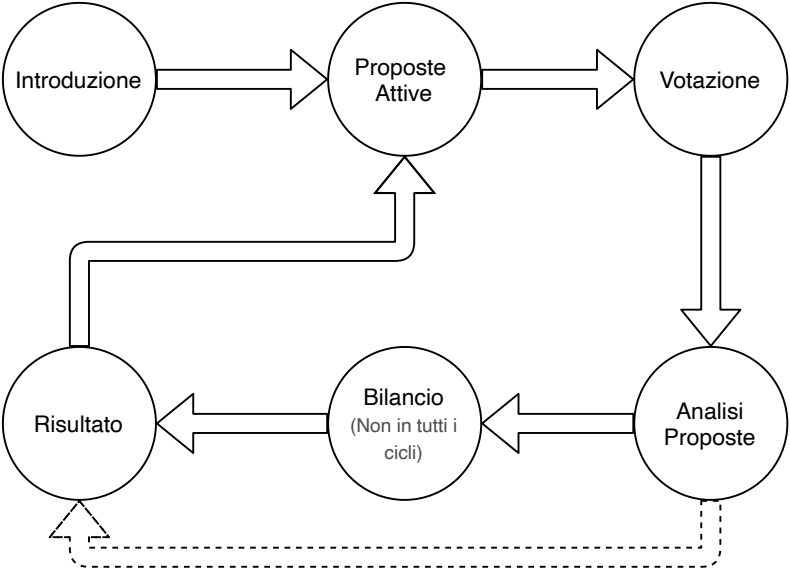 Introduzione
Proposte
Attive
Votazione
Risultato
Bilancio
(Non in tutti i
cicli)
Analisi
Proposte